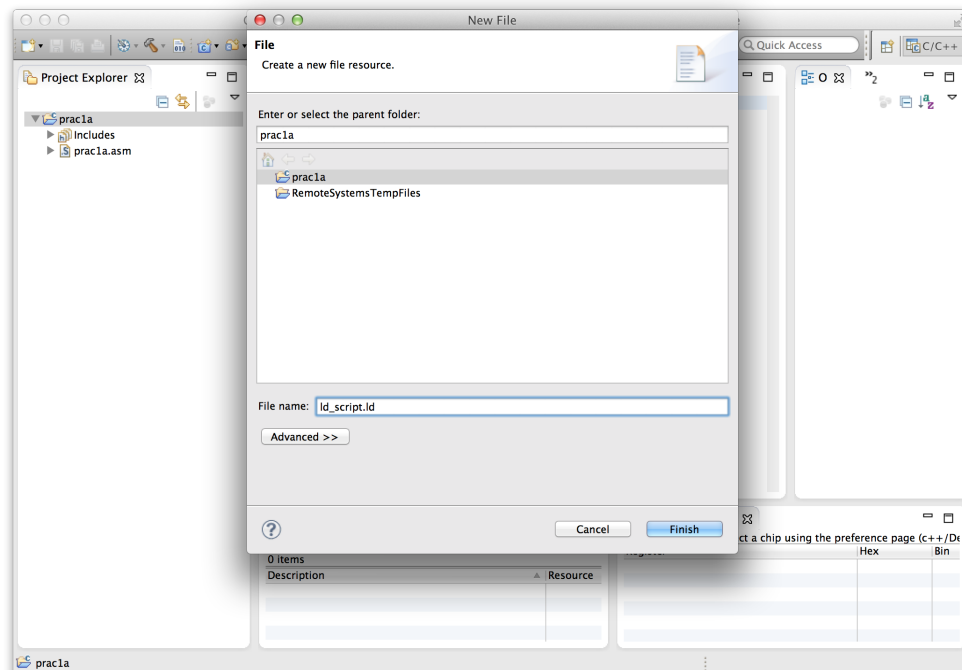 New File
File
Create a new file resource.
Quick Access
C/C++
Project Explorer
O
2
prac1a
Includes
prac1a.asm
Enter or select the parent folder:
prac1a
prac1a
RemoteSystemsTempFiles
File name: ld_script.ld
Advanced >>
?
Cancel
Finish
ct a chip using the preference page (c++/De
Hex
Bin
0 items
Description
Resource
prac1a